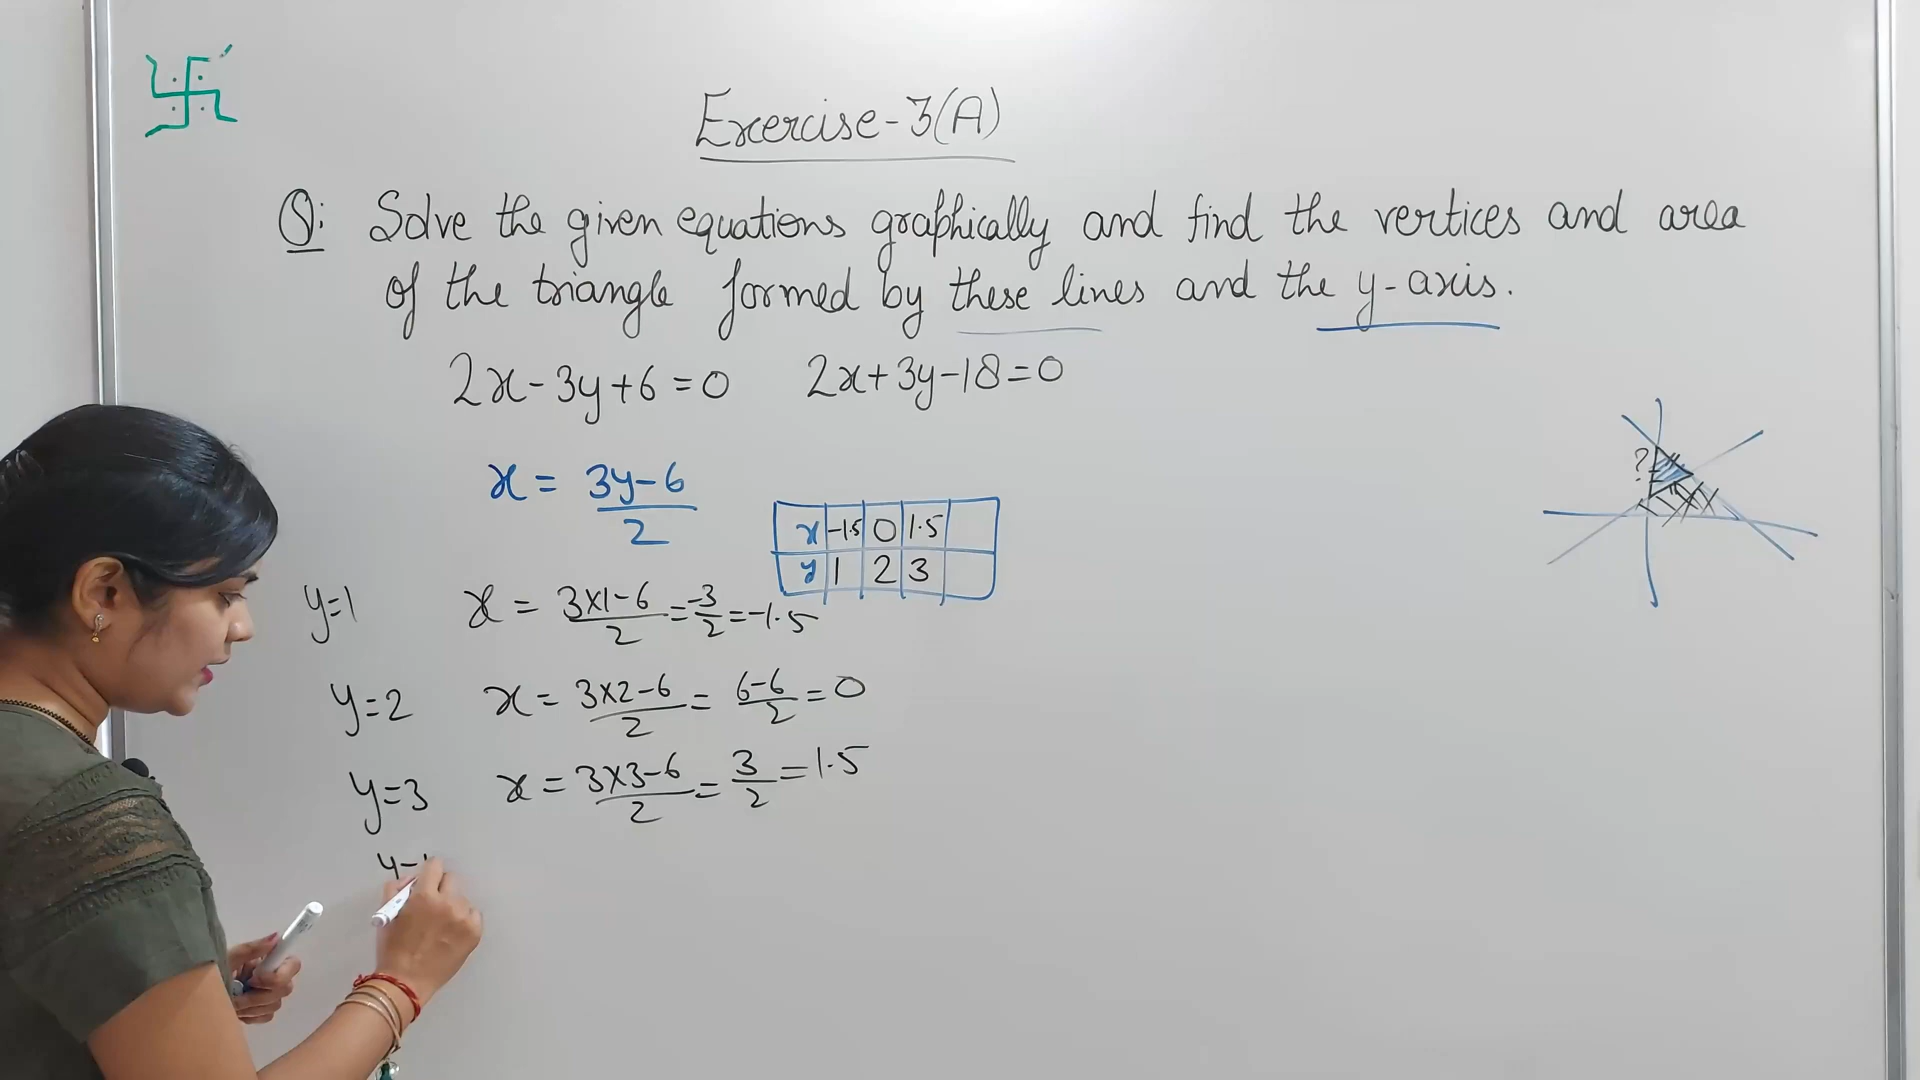 Exercise-3(A)
Q: Solve the given equations graphically and find the vertices and area
of the triangle formed by these lines and the y-axis.
2x-3y+6=0 2x+3y-18=0
x = 3y-6/2
x -1.5 0 1.5
y 1 2 3
y=1 x = 3x1-6/2 = -3/2 = -1.5
y=2 x = 3x2-6/2 = 6-6/2 = 0
y=3 x = 3x3-6/2 = 3/2 = 1.5
?